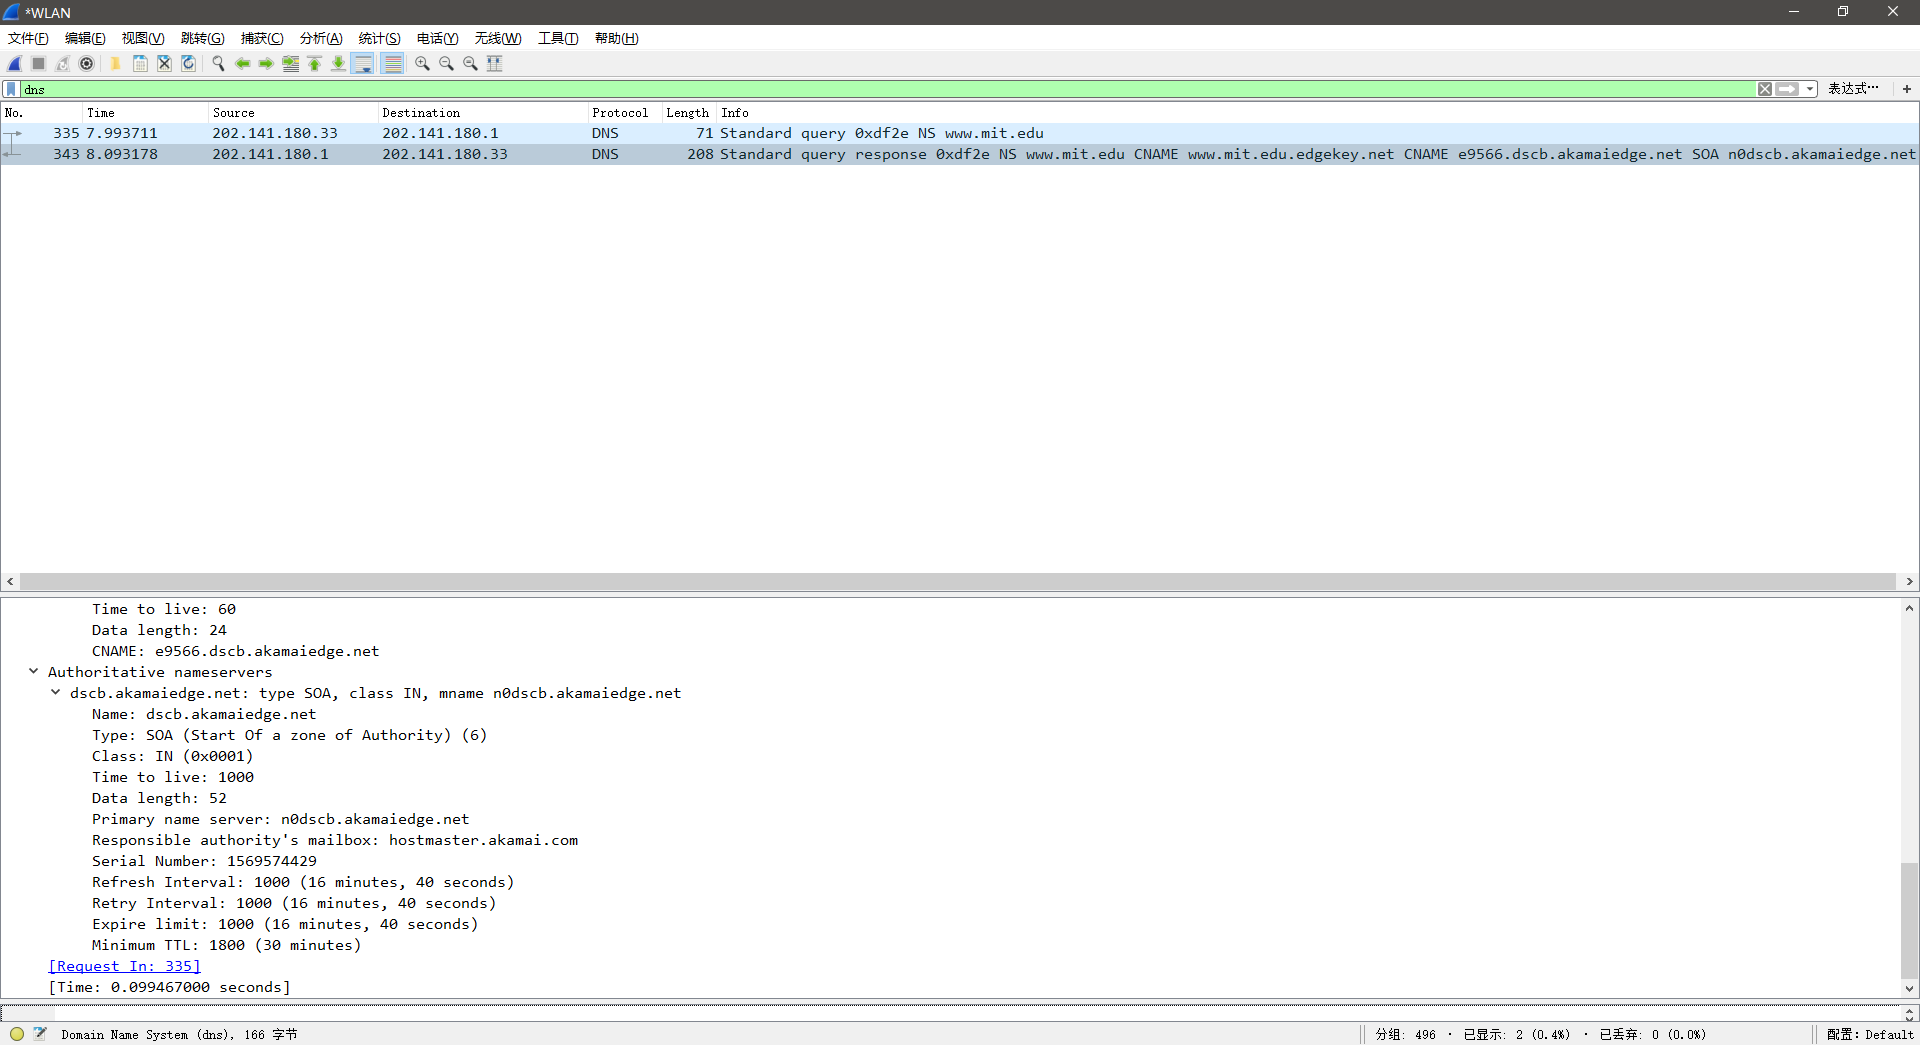 *WLAN
文件(F) 编辑(E) 视图(V) 跳转(G) 捕获(C) 分析(A) 统计(S) 电话(Y) 无线(W) 工具(T) 帮助(H)
dns 表达式… +
No. Time Source Destination Protocol Length Info
335 7.993711 202.141.180.33 202.141.180.1 DNS 71 Standard query 0xdf2e NS www.mit.edu
343 8.093178 202.141.180.1 202.141.180.33 DNS 208 Standard query response 0xdf2e NS www.mit.edu CNAME www.mit.edu.edgekey.net CNAME e9566.dscb.akamaiedge.net SOA n0dscb.akamaiedge.net
Time to live: 60
Data length: 24
CNAME: e9566.dscb.akamaiedge.net
Authoritative nameservers
dscb.akamaiedge.net: type SOA, class IN, mname n0dscb.akamaiedge.net
Name: dscb.akamaiedge.net
Type: SOA (Start Of a zone of Authority) (6)
Class: IN (0x0001)
Time to live: 1000
Data length: 52
Primary name server: n0dscb.akamaiedge.net
Responsible authority's mailbox: hostmaster.akamai.com
Serial Number: 1569574429
Refresh Interval: 1000 (16 minutes, 40 seconds)
Retry Interval: 1000 (16 minutes, 40 seconds)
Expire limit: 1000 (16 minutes, 40 seconds)
Minimum TTL: 1800 (30 minutes)
[Request In: 335]
[Time: 0.099467000 seconds]
Domain Name System (dns), 166 字节 分组: 496 · 已显示: 2 (0.4%) · 已丢弃: 0 (0.0%) 配置: Default